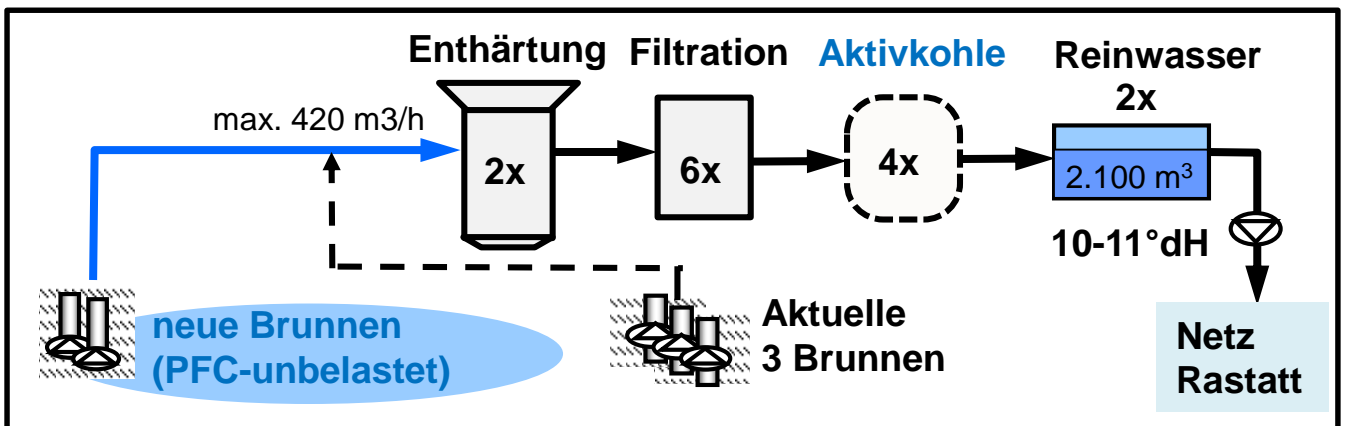 Enthärtung
Filtration
Aktivkohle
Reinwasser
2x
max. 420 m3/h
2x
6x
4x
2.100 m³
10-11°dH
neue Brunnen
(PFC-unbelastet)
Aktuelle
3 Brunnen
Netz
Rastatt